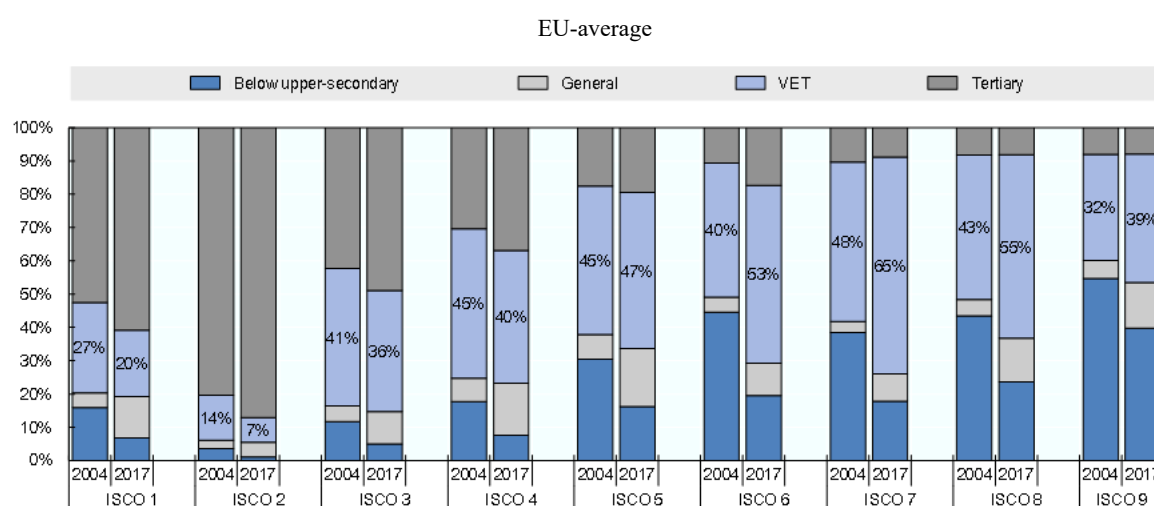 EU-average
Below upper-secondary General VET Tertiary
100%
90%
80%
70%
60%
50%
40%
30%
20%
10%
0%
27% 20% 14% 7% 41% 36% 45% 40% 45% 47% 40% 53% 48% 65% 43% 55% 32% 39%
2004 2017 2004 2017 2004 2017 2004 2017 2004 2017 2004 2017 2004 2017 2004 2017 2004 2017
ISCO 1 ISCO 2 ISCO 3 ISCO 4 ISCO 5 ISCO 6 ISCO 7 ISCO 8 ISCO 9